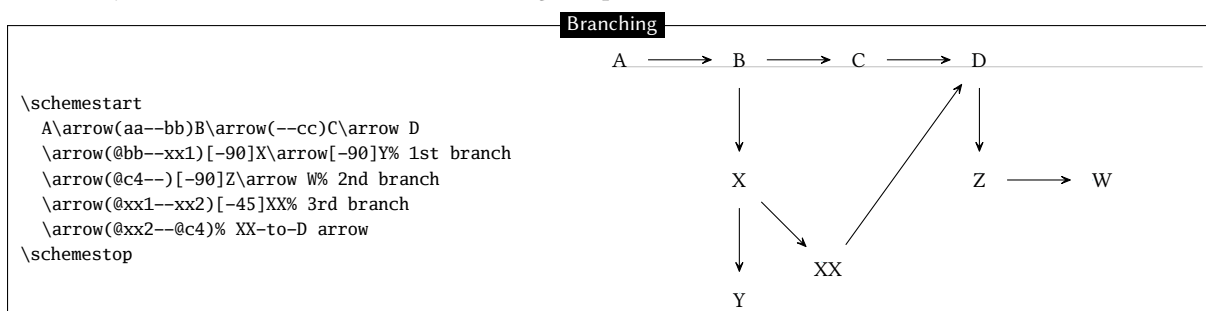 Branching
\schemestart
A\arrow(aa--bb)B\arrow(--cc)C\arrow D
\arrow(@bb--xx1)[-90]X\arrow[-90]Y% 1st branch
\arrow(@c4--)[-90]Z\arrow W% 2nd branch
\arrow(@xx1--xx2)[-45]XX% 3rd branch
\arrow(@xx2--@c4)% XX-to-D arrow
\schemestop
A B C D
X Z W
XX
Y